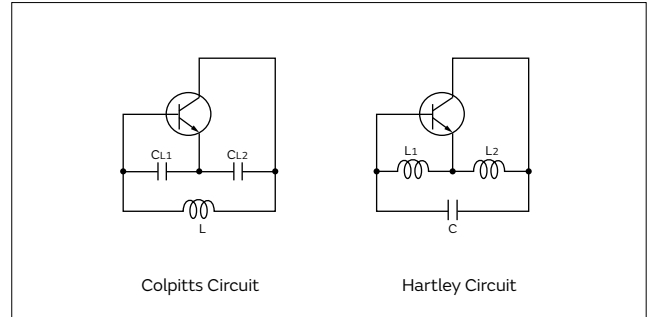 CL1 CL2
L
Colpitts Circuit
L1 L2
C
Hartley Circuit